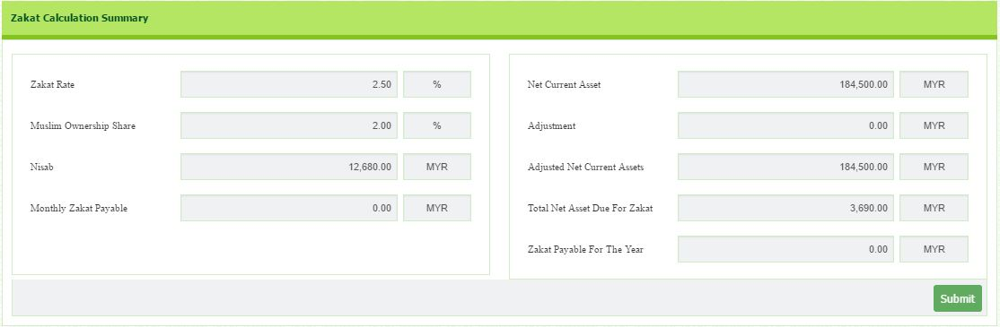 Zakat Calculation Summary
Zakat Rate 2.50 %
Muslim Ownership Share 2.00 %
Nisab 12,680.00 MYR
Monthly Zakat Payable 0.00 MYR
Net Current Asset 184,500.00 MYR
Adjustment 0.00 MYR
Adjusted Net Current Assets 184,500.00 MYR
Total Net Asset Due For Zakat 3,690.00 MYR
Zakat Payable For The Year 0.00 MYR
Submit